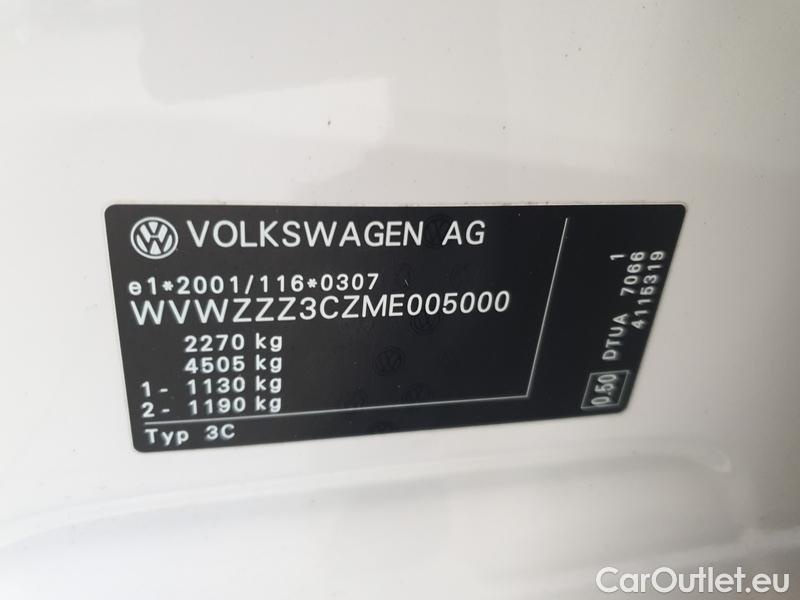 VOLKSWAGEN AG
e1*2001/116*0307
WVWZZZ3CZME005000
2270 kg
4505 kg
1- 1130 kg
2- 1190 kg
Typ 3C
1
0.50 DTUA 7066
4115319
CarOutlet.eu